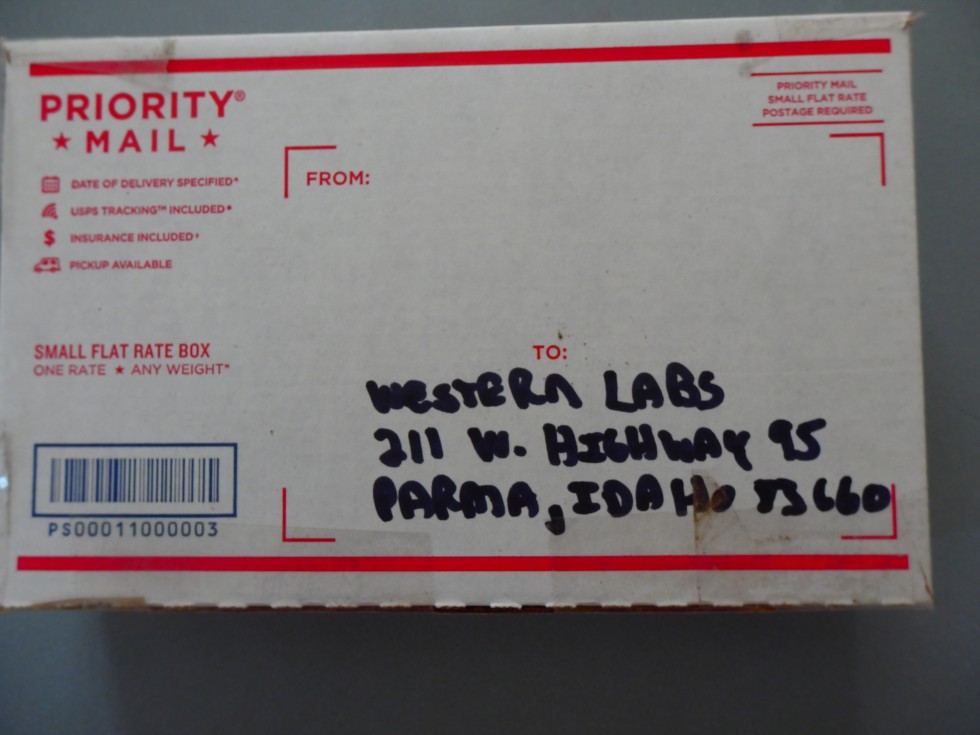 PRIORITY®
★ MAIL ★
DATE OF DELIVERY SPECIFIED*
USPS TRACKING™ INCLUDED*
$ INSURANCE INCLUDED*
PICKUP AVAILABLE
SMALL FLAT RATE BOX
ONE RATE ★ ANY WEIGHT*
PS00011000003
PRIORITY MAIL
SMALL FLAT RATE
POSTAGE REQUIRED
FROM:
TO:
WESTERN LABS
211 W. HIGHWAY 95
PARMA, IDAHO 83660